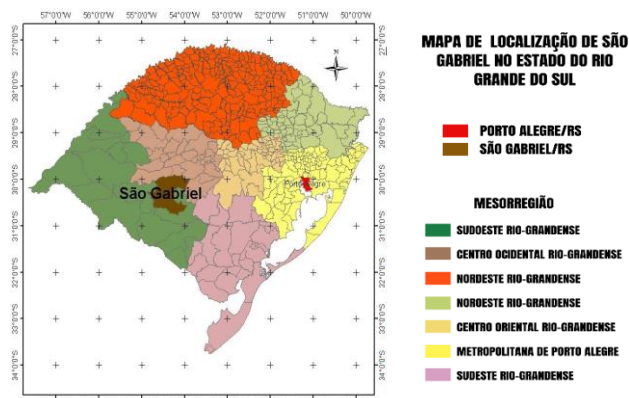 57°0'0"W 56°0'0"W 55°0'0"W 54°0'0"W 53°0'0"W 52°0'0"W 51°0'0"W 50°0'0"W
27°0'0"S
28°0'0"S
29°0'0"S
30°0'0"S
31°0'0"S
32°0'0"S
33°0'0"S
34°0'0"S
N
São Gabriel
Porto Alegre
MAPA DE LOCALIZAÇÃO DE SÃO
GABRIEL NO ESTADO DO RIO
GRANDE DO SUL
PORTO ALEGRE/RS
SÃO GABRIEL/RS
MESORREGIÃO
SUDOESTE RIO-GRANDENSE
CENTRO OCIDENTAL RIO-GRANDENSE
NORDESTE RIO-GRANDENSE
NOROESTE RIO-GRANDENSE
CENTRO ORIENTAL RIO-GRANDENSE
METROPOLITANA DE PORTO ALEGRE
SUDESTE RIO-GRANDENSE